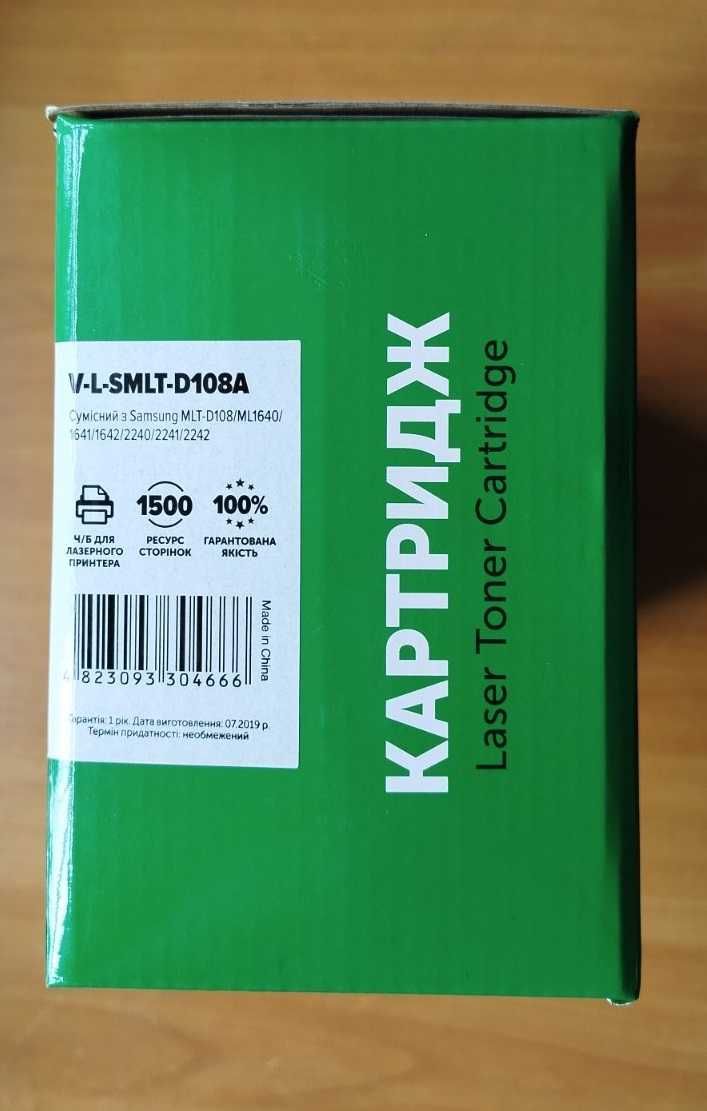 V-L-SMLT-D108A
Сумісний з Samsung MLT-D108/ML1640/
1641/1642/2240/2241/2242
Ч/Б ДЛЯ
ЛАЗЕРНОГО
ПРИНТЕРА
1500
РЕСУРС
СТОРІНОК
100%
ГАРАНТОВАНА
ЯКІСТЬ
Made in China
4 823093 304666
Гарантія: 1 рік. Дата виготовлення: 07.2019 р.
Термін придатності: необмежений
КАРТРИДЖ
Laser Toner Cartridge